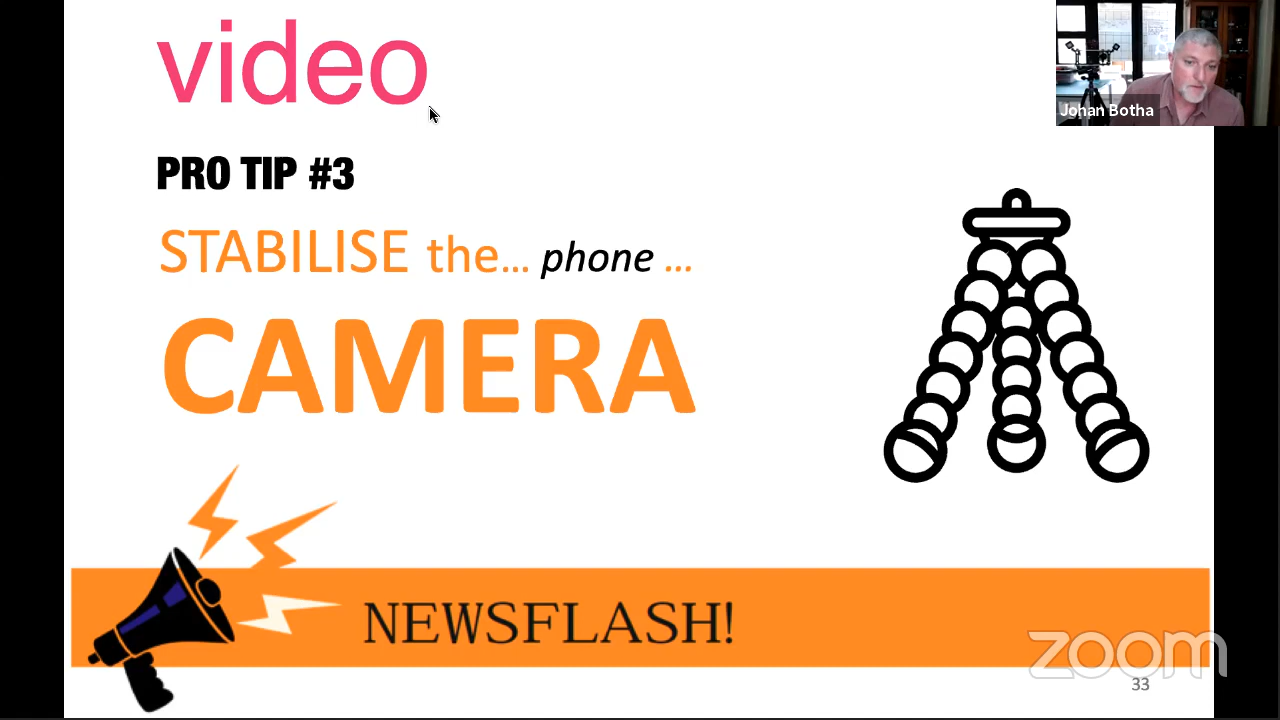 video
Johan Botha
PRO TIP #3
STABILISE the... phone ...
CAMERA
NEWSFLASH!
zoom
33